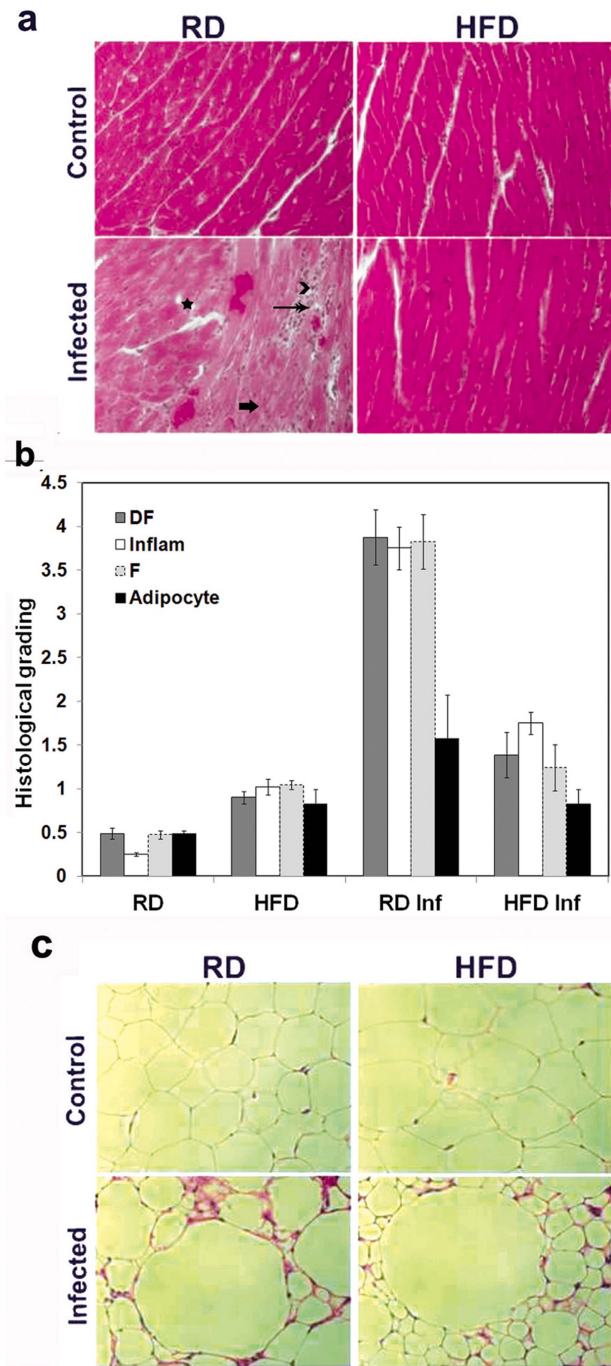 a
RD HFD
Control
Infected
b
4.5
4
3.5
3
2.5
2
1.5
1
0.5
0
Histological grading
DF
Inflam
F
Adipocyte
RD HFD RD Inf HFD Inf
c
RD HFD
Control
Infected